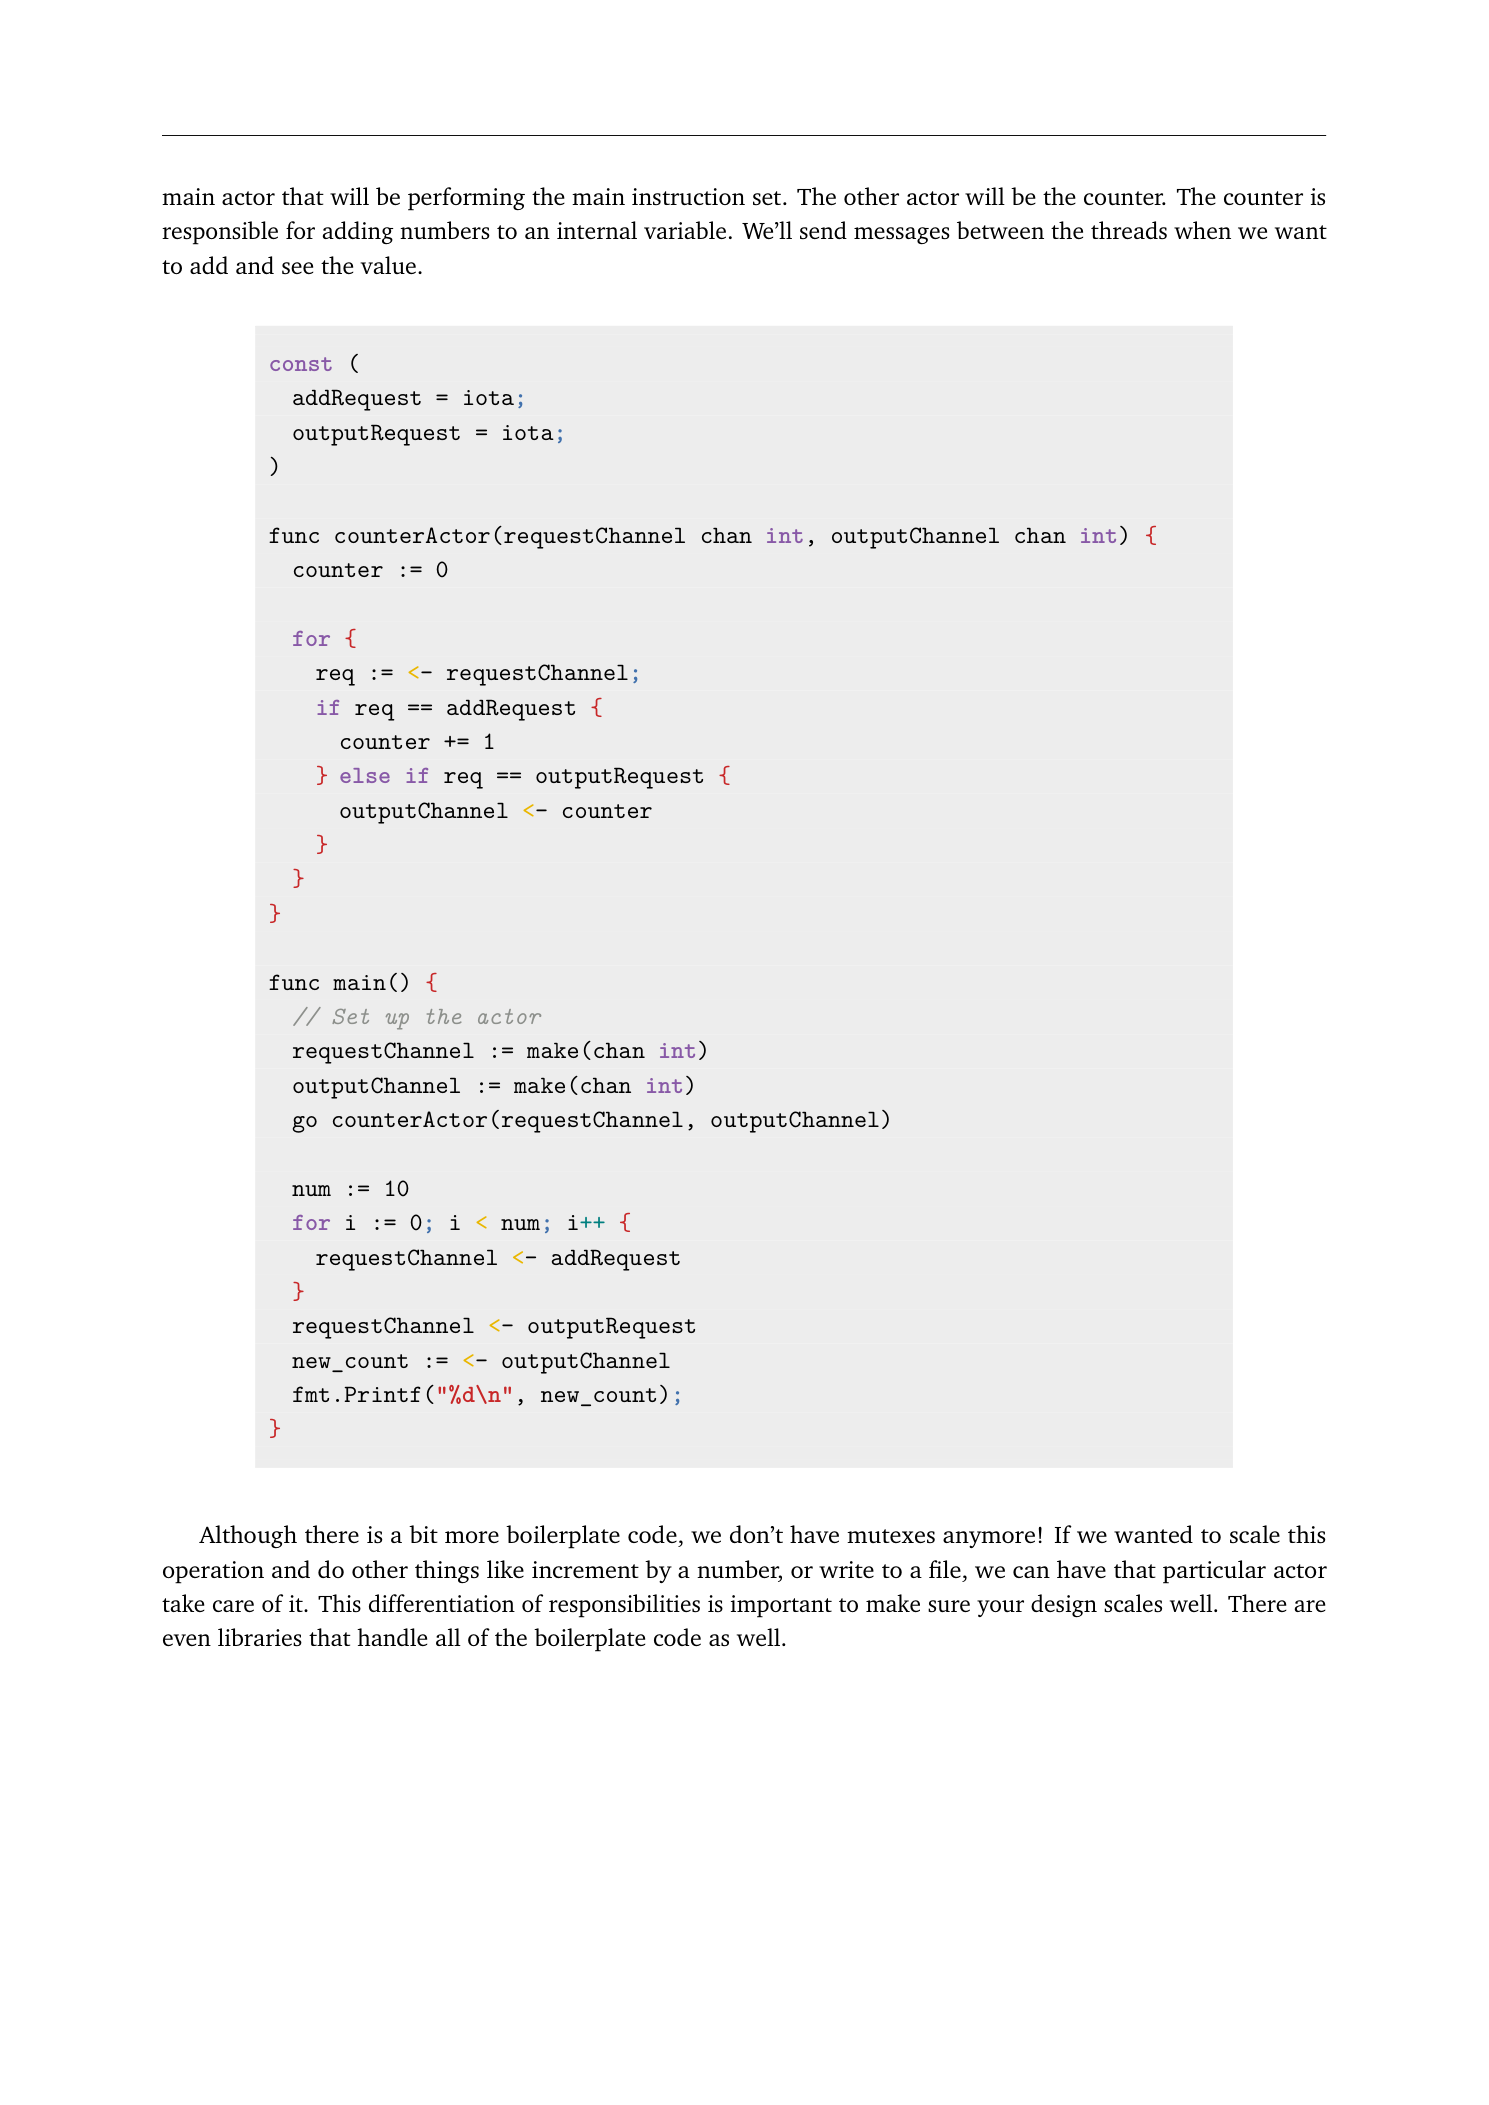 main actor that will be performing the main instruction set. The other actor will be the counter. The counter is
responsible for adding numbers to an internal variable. We’ll send messages between the threads when we want
to add and see the value.
const (
  addRequest = iota;
  outputRequest = iota;
)
func counterActor(requestChannel chan int, outputChannel chan int) {
  counter := 0
  for {
    req := <- requestChannel;
    if req == addRequest {
      counter += 1
    } else if req == outputRequest {
      outputChannel <- counter
    }
  }
}
func main() {
  // Set up the actor
  requestChannel := make(chan int)
  outputChannel := make(chan int)
  go counterActor(requestChannel, outputChannel)
  num := 10
  for i := 0; i < num; i++ {
    requestChannel <- addRequest
  }
  requestChannel <- outputRequest
  new_count := <- outputChannel
  fmt.Printf("%d\n", new_count);
}
Although there is a bit more boilerplate code, we don’t have mutexes anymore! If we wanted to scale this
operation and do other things like increment by a number, or write to a file, we can have that particular actor
take care of it. This differentiation of responsibilities is important to make sure your design scales well. There are
even libraries that handle all of the boilerplate code as well.